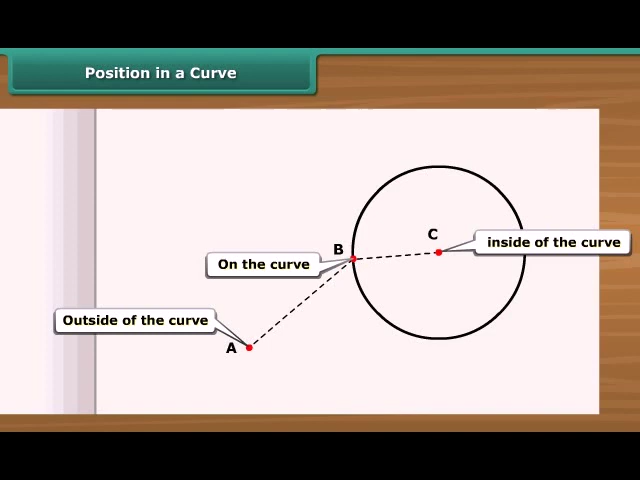 Position in a Curve
C
inside of the curve
B
On the curve
Outside of the curve
A